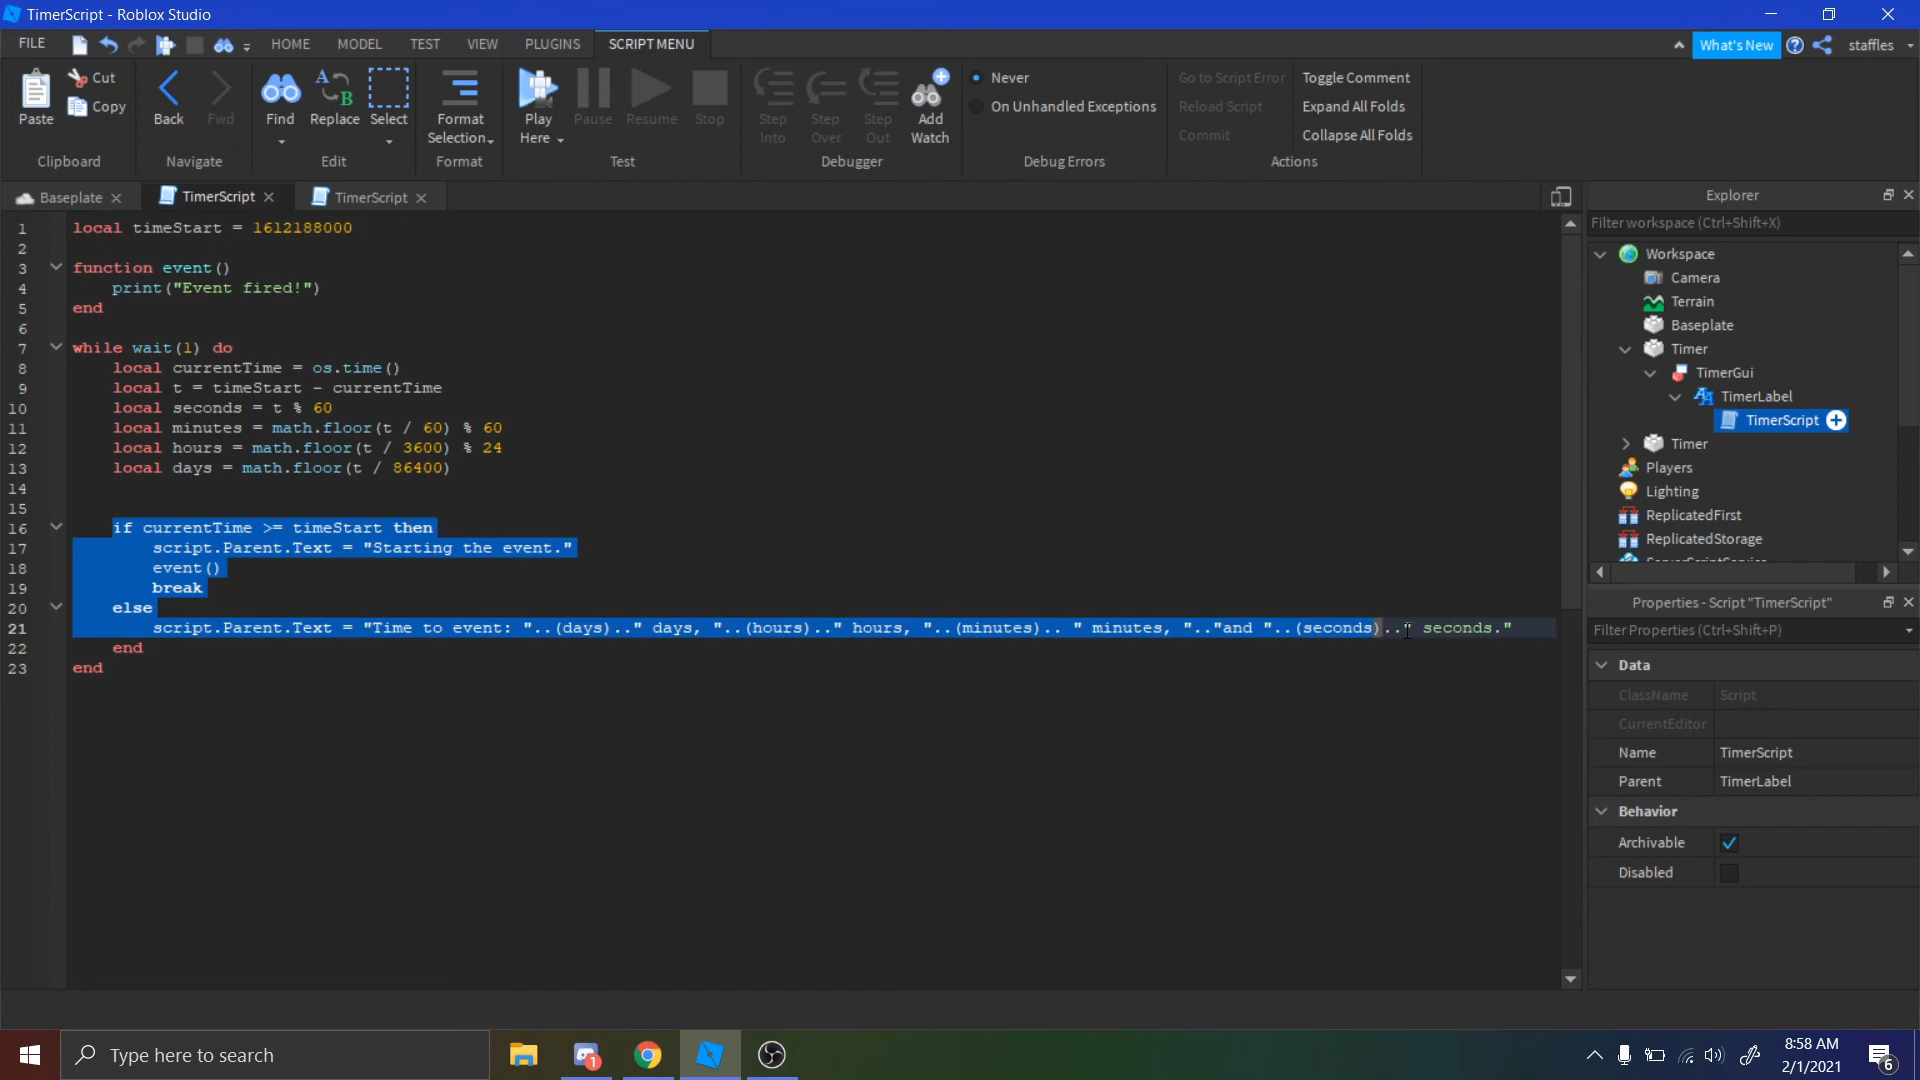 TimerScript - Roblox Studio
FILE HOME MODEL TEST VIEW PLUGINS SCRIPT MENU What's New staffles
Paste Cut Copy Clipboard
Back Fwd Navigate
Find Replace Select Edit
Format Selection Format
Play Here Pause Resume Stop Test
Step Into Step Over Step Out Add Watch Debugger
Never
On Unhandled Exceptions
Debug Errors
Go to Script Error Toggle Comment
Reload Script Expand All Folds
Commit Collapse All Folds
Actions
Baseplate TimerScript TimerScript
1 local timeStart = 1612188000
2
3 function event()
4 print("Event fired!")
5 end
6
7 while wait(1) do
8 local currentTime = os.time()
9 local t = timeStart - currentTime
10 local seconds = t % 60
11 local minutes = math.floor(t / 60) % 60
12 local hours = math.floor(t / 3600) % 24
13 local days = math.floor(t / 86400)
14
15
16 if currentTime >= timeStart then
17 script.Parent.Text = "Starting the event."
18 event()
19 break
20 else
21 script.Parent.Text = "Time to event: "..(days).." days, "..(hours).." hours, "..(minutes).. " minutes, ".."and "..(seconds).." seconds."
22 end
23 end
Explorer
Filter workspace (Ctrl+Shift+X)
Workspace
Camera
Terrain
Baseplate
Timer
TimerGui
TimerLabel
TimerScript
Timer
Players
Lighting
ReplicatedFirst
ReplicatedStorage
ServerScriptService
Properties - Script "TimerScript"
Filter Properties (Ctrl+Shift+P)
Data
ClassName Script
CurrentEditor
Name TimerScript
Parent TimerLabel
Behavior
Archivable
Disabled
Type here to search
1
8:58 AM
2/1/2021
6